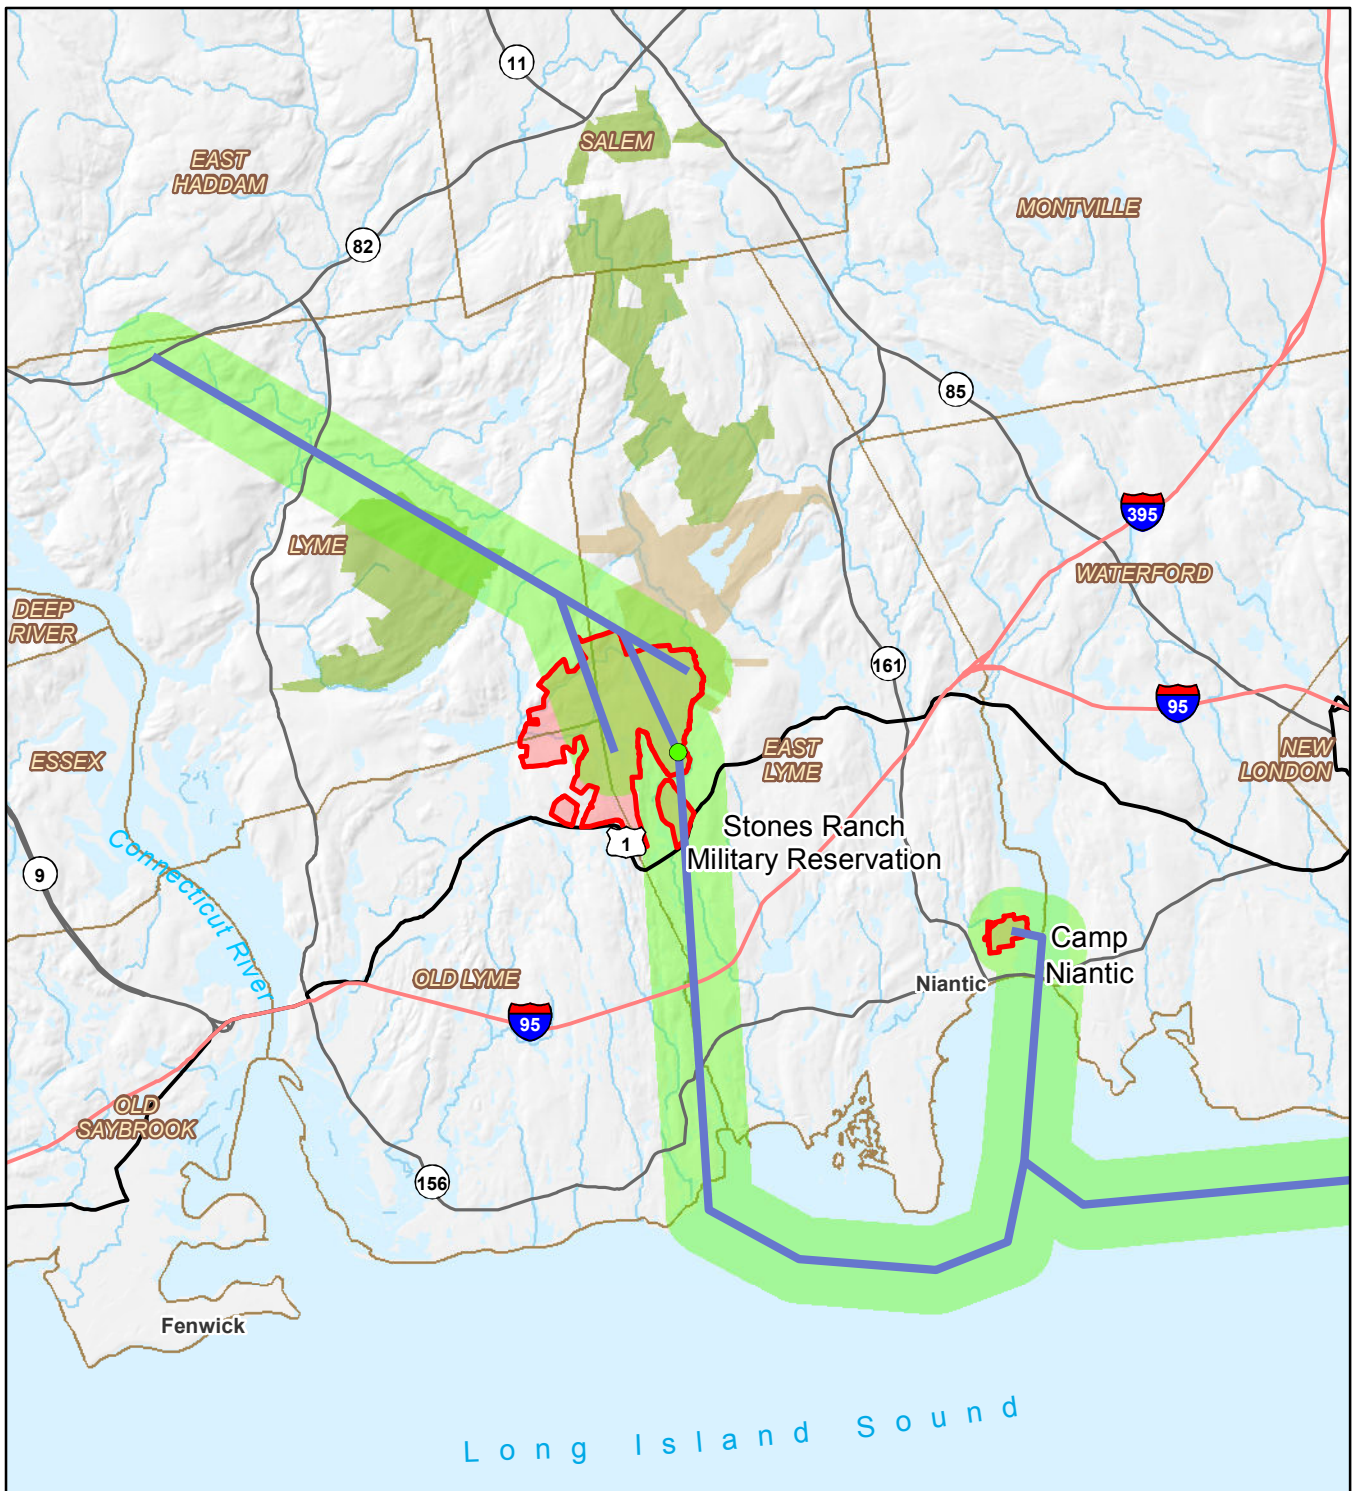 11
SALEM
EAST
HADDAM
MONTVILLE
82
85
395
LYME
WATERFORD
DEEP
RIVER
161
95
ESSEX
EAST
LYME
NEW
LONDON
Stones Ranch
Military Reservation
1
Connecticut River
9
Camp
Niantic
Niantic
OLD LYME
95
OLD
SAYBROOK
156
Fenwick
Long Island Sound